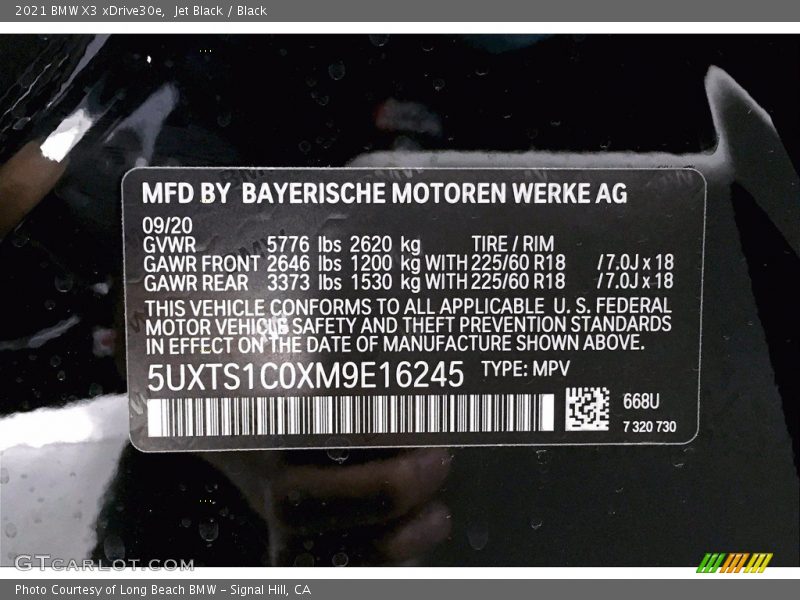 2021 BMW X3 xDrive30e,  Jet Black / Black
MFD BY BAYERISCHE MOTOREN WERKE AG
09/20
GVWR 5776 lbs 2620 kg TIRE / RIM
GAWR FRONT 2646 lbs 1200 kg WITH 225/60 R18 /7.0J x 18
GAWR REAR 3373 lbs 1530 kg WITH 225/60 R18 /7.0J x 18
THIS VEHICLE CONFORMS TO ALL APPLICABLE U. S. FEDERAL
MOTOR VEHICLE SAFETY AND THEFT PREVENTION STANDARDS
IN EFFECT ON THE DATE OF MANUFACTURE SHOWN ABOVE.
5UXTS1C0XM9E16245 TYPE: MPV
668U
7 320 730
GTCARLOT.COM
Photo Courtesy of Long Beach BMW - Signal Hill, CA